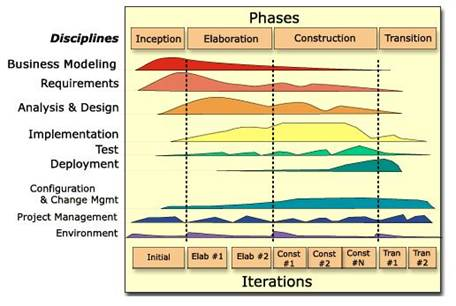 Phases
Disciplines
Inception Elaboration Construction Transition
Business Modeling
Requirements
Analysis & Design
Implementation
Test
Deployment
Configuration
& Change Mgmt
Project Management
Environment
Initial Elab #1 Elab #2 Const #1 Const #2 Const #N Tran #1 Tran #2
Iterations